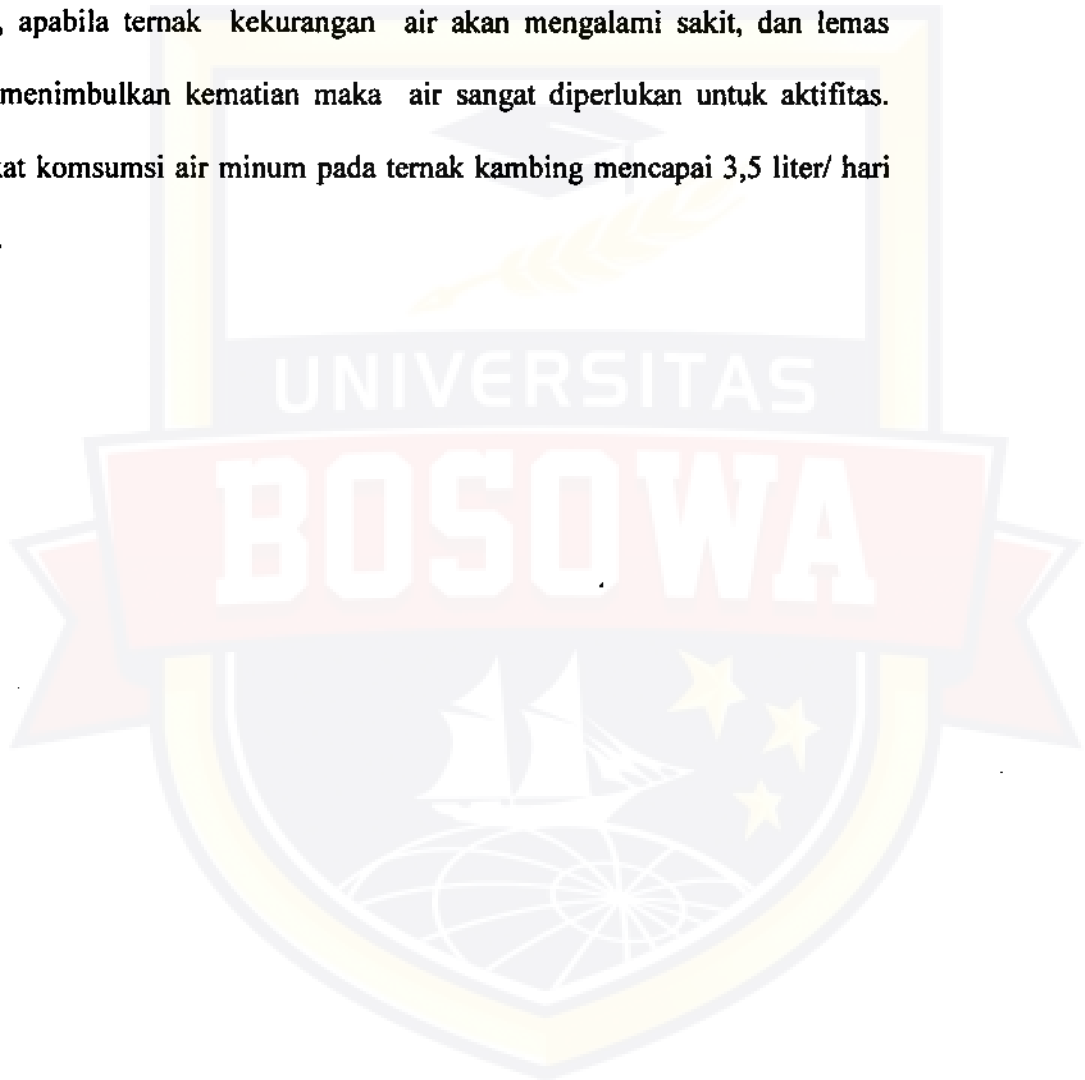 , apabila ternak kekurangan air akan mengalami sakit, dan lemas
menimbulkan kematian maka air sangat diperlukan untuk aktifitas.
kat komsumsi air minum pada ternak kambing mencapai 3,5 liter/ hari
.
UNIVERSITAS
BOSOWA